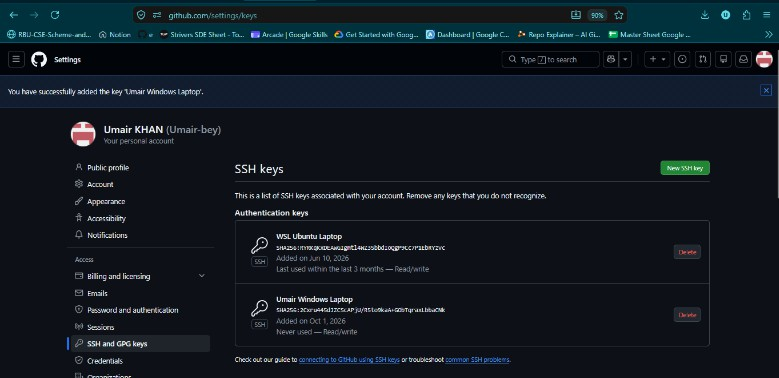 github.com/settings/keys
90%
RBU-CSE-Scheme-and...
Notion
Strivers SDE Sheet - To...
Arcade | Google Skills
Get Started with Goog...
Dashboard | Google C...
Repo Explainer – AI Gi...
Master Sheet Google ...
Settings
Type / to search
You have successfully added the key 'Umair Windows Laptop'.
Umair KHAN (Umair-bey)
Your personal account
Public profile
Account
Appearance
Accessibility
Notifications
Access
Billing and licensing
Emails
Password and authentication
Sessions
SSH and GPG keys
Credentials
Organizations
SSH keys
New SSH key
This is a list of SSH keys associated with your account. Remove any keys that you do not recognize.
Authentication keys
WSL Ubuntu Laptop
SSH
Added on Jun 10, 2026
Last used within the last 3 months — Read/write
Delete
Umair Windows Laptop
SSH
Added on Oct 1, 2026
Never used — Read/write
Delete
Check out our guide to connecting to GitHub using SSH keys or troubleshoot common SSH problems.